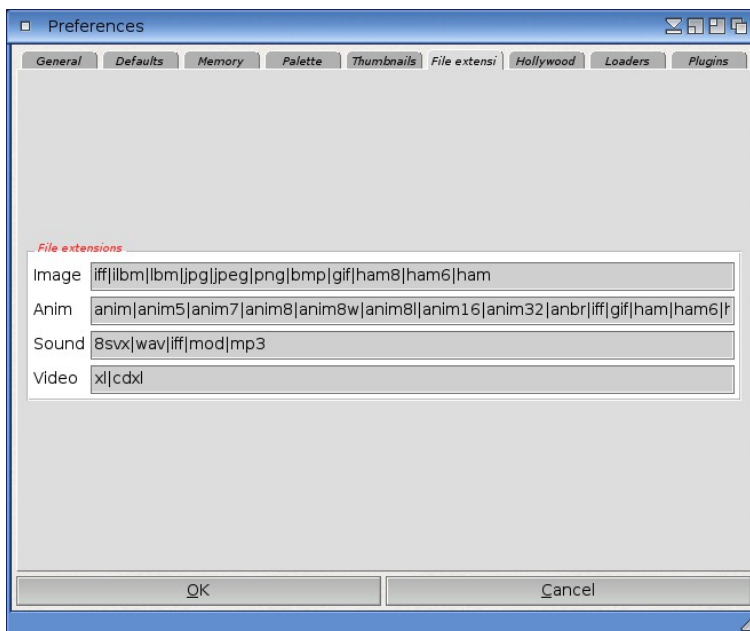 Preferences
General Defaults Memory Palette Thumbnails File extensi Hollywood Loaders Plugins
File extensions
Image iff|ilbm|lbm|jpg|jpeg|png|bmp|gif|ham8|ham6|ham
Anim anim|anim5|anim7|anim8|anim8w|anim8l|anim16|anim32|anbr|iff|gif|ham|ham6|h
Sound 8svx|wav|iff|mod|mp3
Video xl|cdxl
OK Cancel